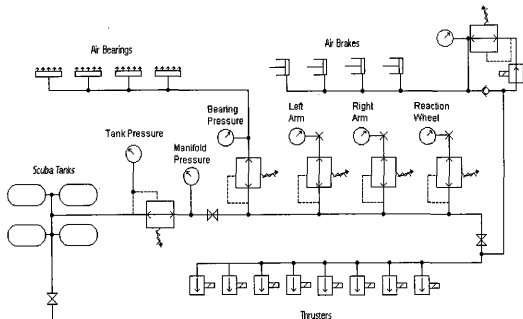 Air Bearings
Air Brakes
Bearing
Pressure
Left
Arm
Right
Arm
Reaction
Wheel
Tank Pressure
Manifold
Pressure
Scuba Tanks
Thrusters